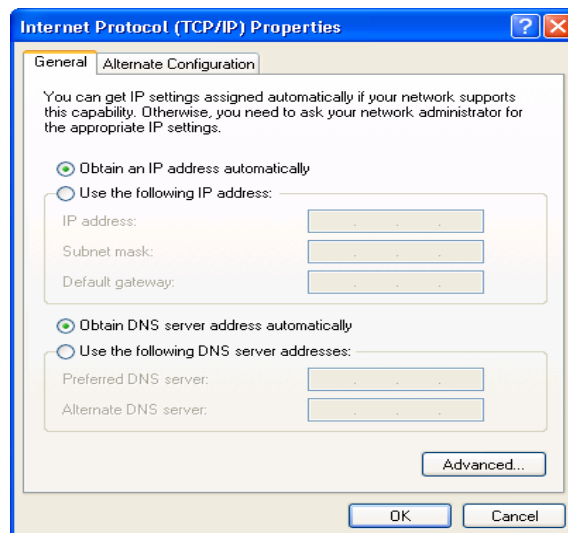 Internet Protocol (TCP/IP) Properties
General
Alternate Configuration
You can get IP settings assigned automatically if your network supports
this capability. Otherwise, you need to ask your network administrator for
the appropriate IP settings.
Obtain an IP address automatically
Use the following IP address:
IP address:
Subnet mask:
Default gateway:
Obtain DNS server address automatically
Use the following DNS server addresses:
Preferred DNS server:
Alternate DNS server:
Advanced...
OK
Cancel